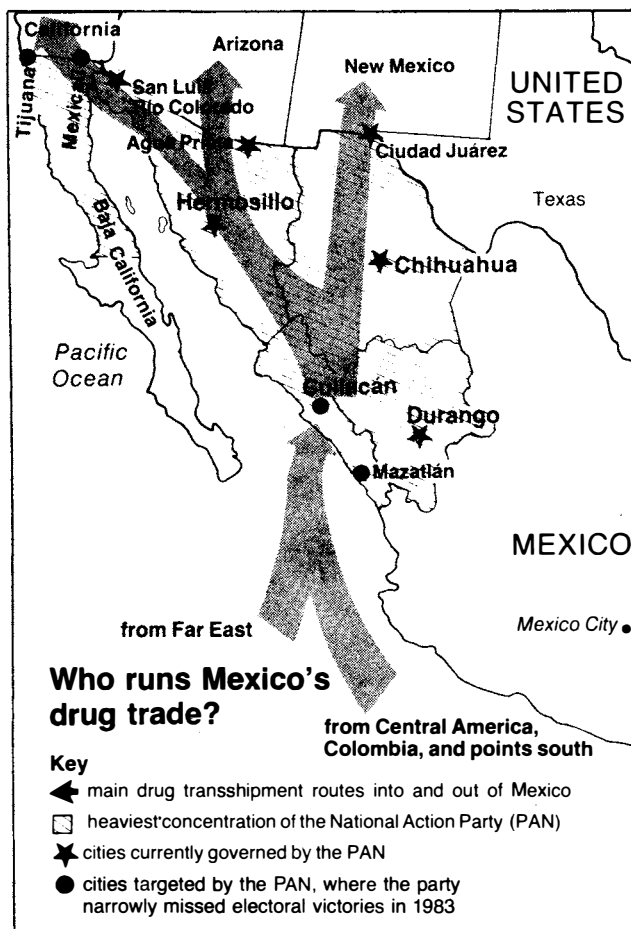 California
Arizona
New Mexico
UNITED
STATES
Tijuana
Mexicali
San Luis
Río Colorado
Agua Prieta
Ciudad Juárez
Texas
Hermosillo
Baja California
Chihuahua
Pacific
Ocean
Culiacán
Durango
Mazatlán
MEXICO
from Far East
Mexico City
Who runs Mexico's
drug trade?
from Central America,
Colombia, and points south
Key
main drug transshipment routes into and out of Mexico
heaviest concentration of the National Action Party (PAN)
cities currently governed by the PAN
cities targeted by the PAN, where the party
narrowly missed electoral victories in 1983